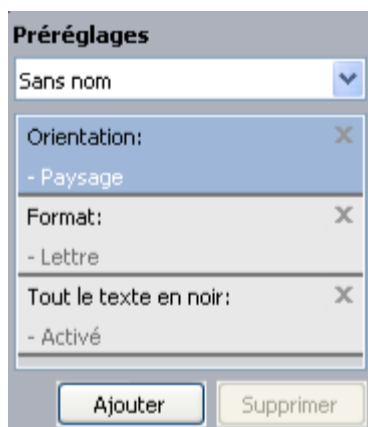 Préréglages
Sans nom
Orientation:
- Paysage
Format:
- Lettre
Tout le texte en noir:
- Activé
Ajouter Supprimer